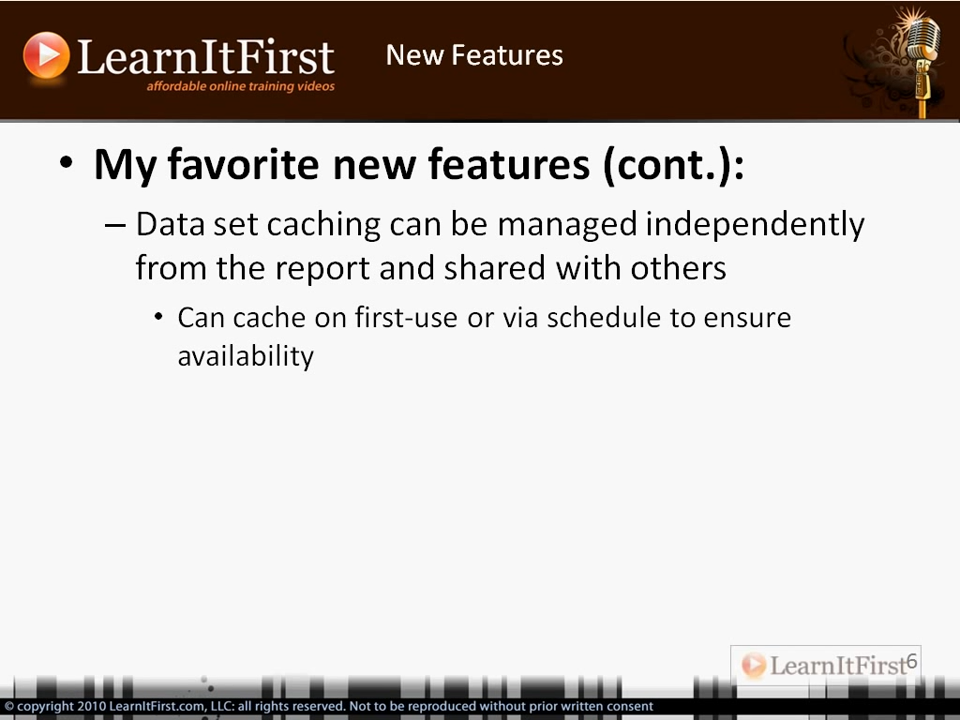 LearnItFirst
affordable online training videos
New Features
• My favorite new features (cont.):
– Data set caching can be managed independently
from the report and shared with others
• Can cache on first-use or via schedule to ensure
availability
LearnItFirst
6
© copyright 2010 LearnItFirst.com, LLC: all rights reserved. Not to be reproduced without prior written consent